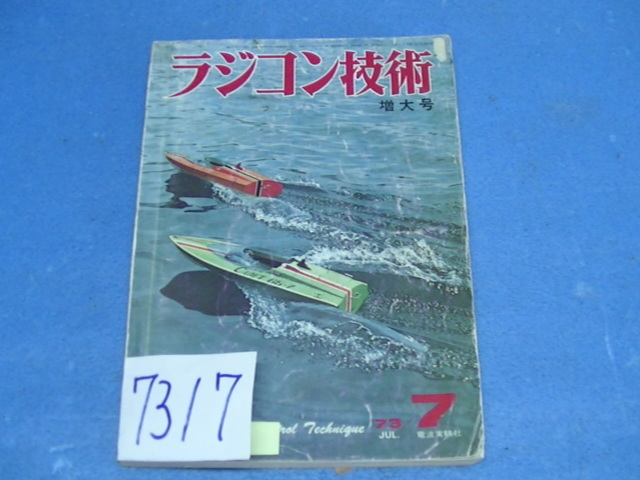 ラジコン技術
増大号
7317
rol Technique
'73 7
JUL. 電波実験社